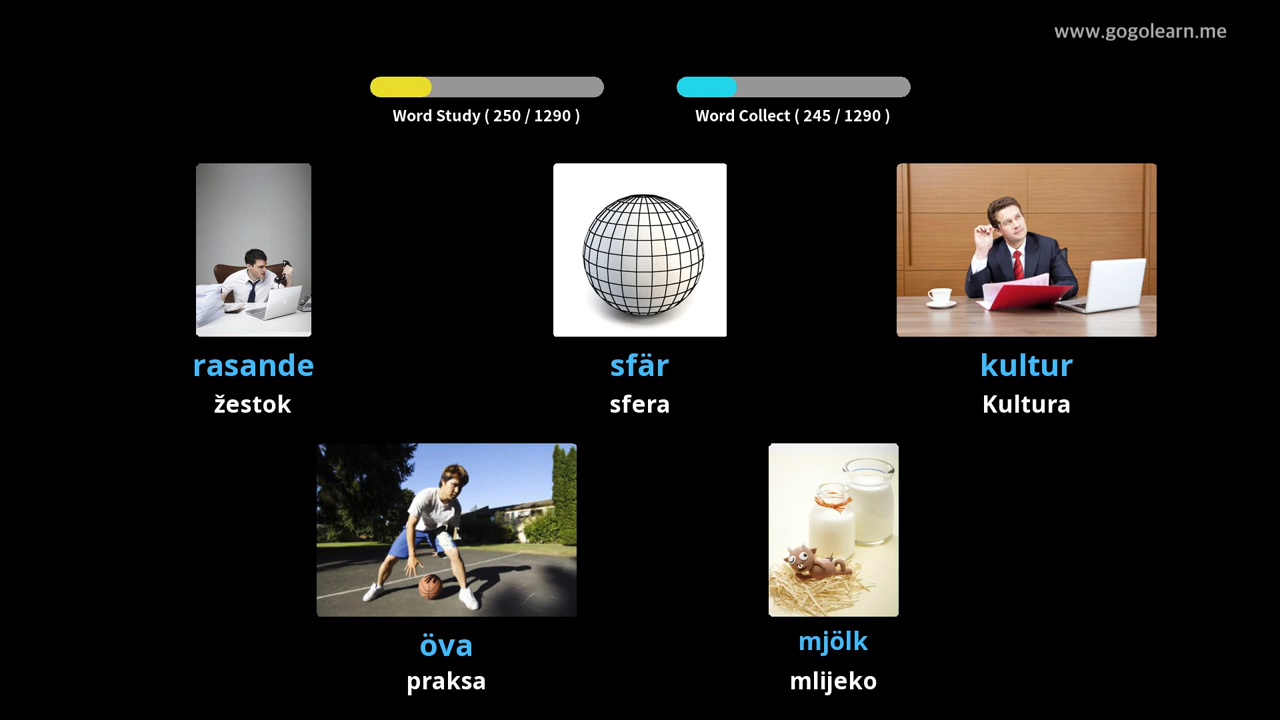 www.gogolearn.me
Word Study ( 250 / 1290 )
Word Collect ( 245 / 1290 )
rasande
žestok
sfär
sfera
kultur
Kultura
öva
praksa
mjölk
mlijeko